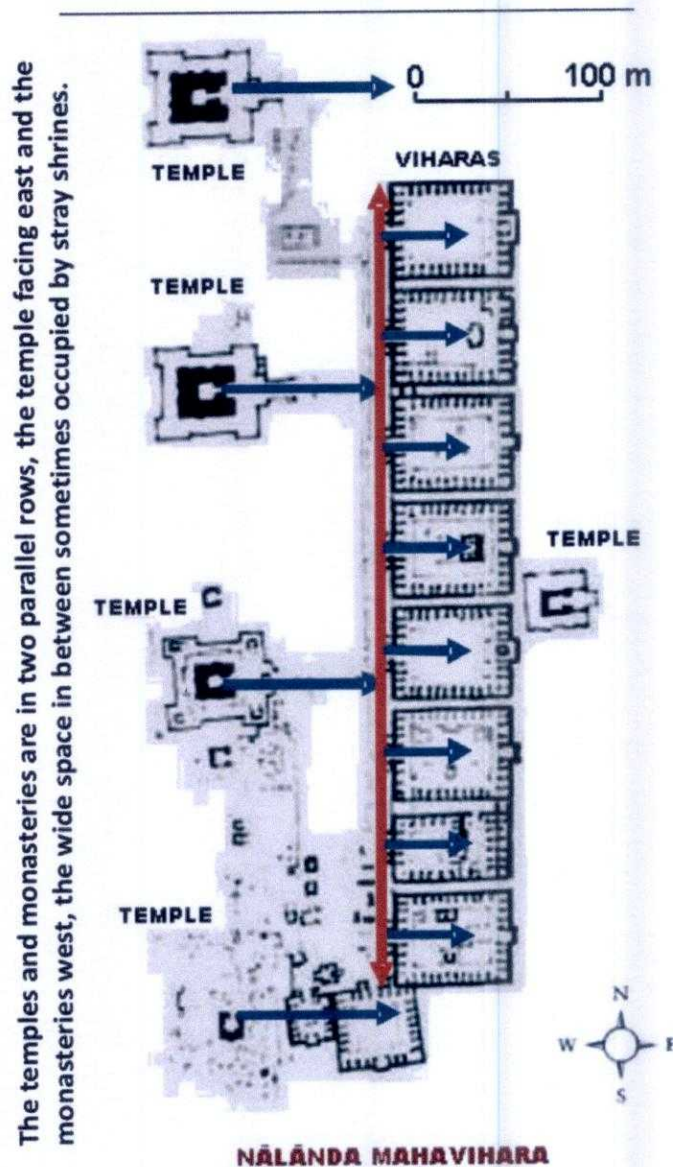 The temples and monasteries are in two parallel rows, the temple facing east and the
monasteries west, the wide space in between sometimes occupied by stray shrines.
0 100 m
TEMPLE
VIHARAS
TEMPLE
TEMPLE
TEMPLE
TEMPLE
N
W E
S
NĀLĀNDA MAHAVIHARA